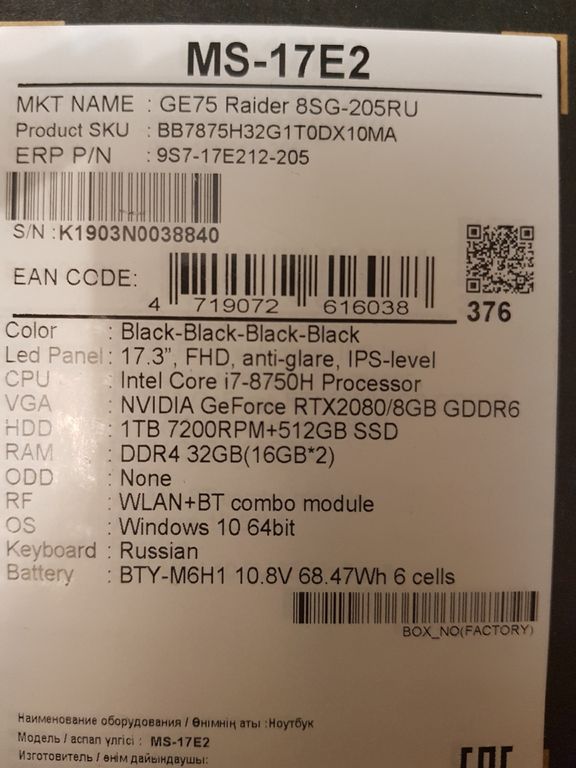 MS-17E2
MKT NAME : GE75 Raider 8SG-205RU
Product SKU : BB7875H32G1T0DX10MA
ERP P/N : 9S7-17E212-205
S/N :K1903N0038840
EAN CODE:
4 719072 616038
376
Color : Black-Black-Black-Black
Led Panel : 17.3", FHD, anti-glare, IPS-level
CPU : Intel Core i7-8750H Processor
VGA : NVIDIA GeForce RTX2080/8GB GDDR6
HDD : 1TB 7200RPM+512GB SSD
RAM : DDR4 32GB(16GB*2)
ODD : None
RF : WLAN+BT combo module
OS : Windows 10 64bit
Keyboard : Russian
Battery : BTY-M6H1 10.8V 68.47Wh 6 cells
BOX_NO(FACTORY)
Наименование оборудования / Өнімнің аты :Ноутбук
Модель / аспап үлгісі : MS-17E2
Изготовитель / өнім дайындаушы: